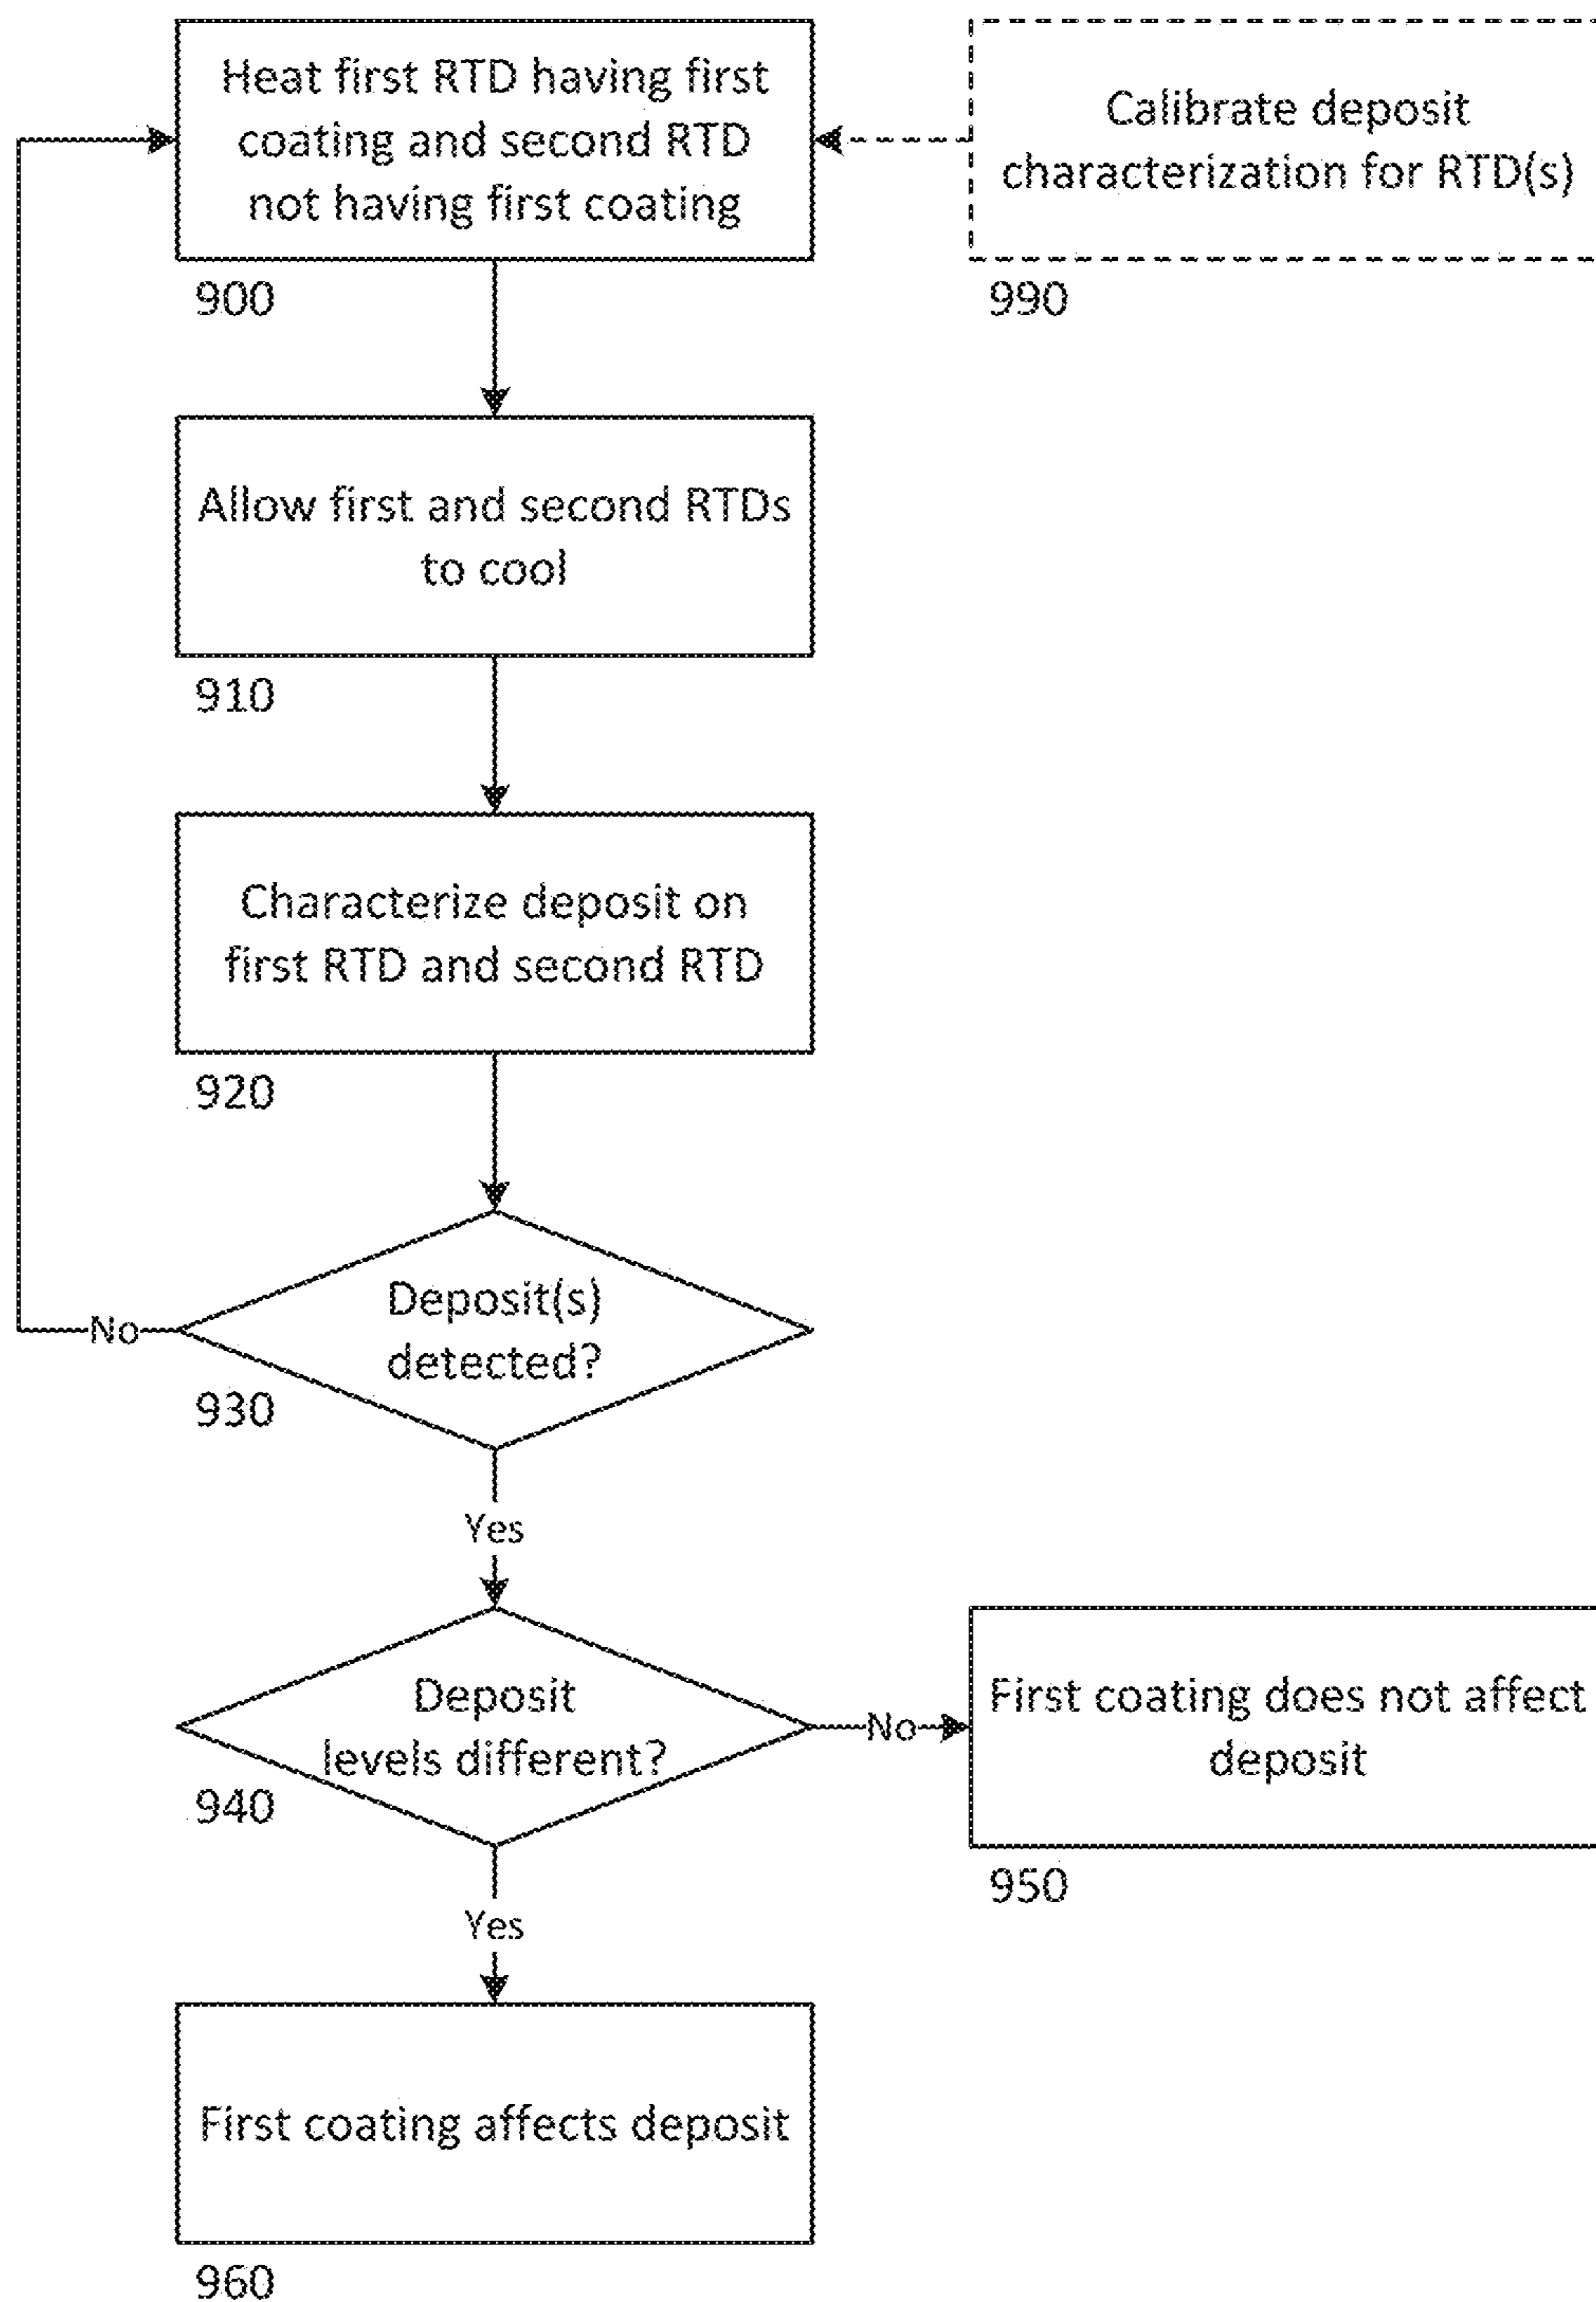 Heat first RTD having first
coating and second RTD
not having first coating
900
Calibrate deposit
characterization for RTD(s)
990
Allow first and second RTDs
to cool
910
Characterize deposit on
first RTD and second RTD
920
Deposit(s)
detected?
No
930
Yes
Deposit
levels different?
940
No
First coating does not affect
deposit
950
Yes
First coating affects deposit
960